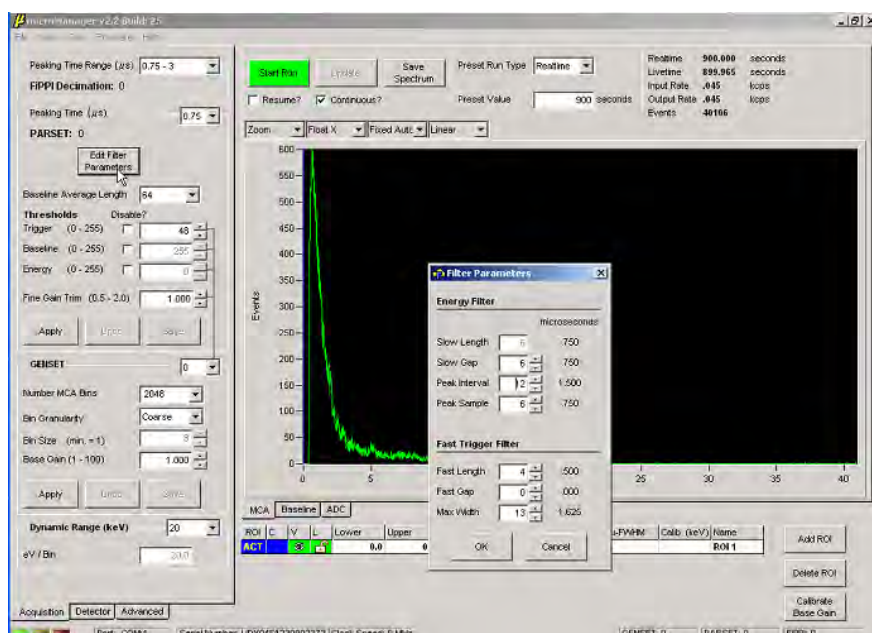 micromanager v2.2 Build: 25
File
Help
Peaking Time Range (µs) 0.75 - 3
FiPPI Decimation: 0
Peaking Time (µs) 0.75
PARSET: 0
Edit Filter
Parameters
Baseline Average Length 64
Thresholds Disable?
Trigger (0 - 255) 48
Baseline (0 - 255) 255
Energy (0 - 255) 0
Fine Gain Trim (0.5 - 2.0) 1.000
Apply Undo Save
GENSET 0
Number MCA Bins 2048
Bin Granularity Coarse
Bin Size (min. = 1) 8
Base Gain (1 - 100) 1.000
Apply Undo Save
Dynamic Range (keV) 20
eV / Bin 20.0
Acquisition Detector Advanced
Start Run Update Save
Spectrum
Preset Run Type Realtime
Resume? Continuous?
Preset Value 900 seconds
Realtime 900.000 seconds
Livetime 899.965 seconds
Input Rate .045 kcps
Output Rate .045 kcps
Events 40106
Zoom Float X Fixed Auto Linear
Events
600
550
500
450
400
350
300
250
200
150
100
50
0
0 5 25 30 35 40
Filter Parameters
Energy Filter
microseconds
Slow Length 6 .750
Slow Gap 6 .750
Peak Interval 12 1.500
Peak Sample 6 .750
Fast Trigger Filter
Fast Length 4 .500
Fast Gap 0 .000
Max Width 13 1.625
OK Cancel
MCA Baseline ADC
ROI C V L Lower Upper -FWHM Calib. (keV) Name
ACT 0.0 0 ROI 1
Add ROI
Delete ROI
Calibrate
Base Gain